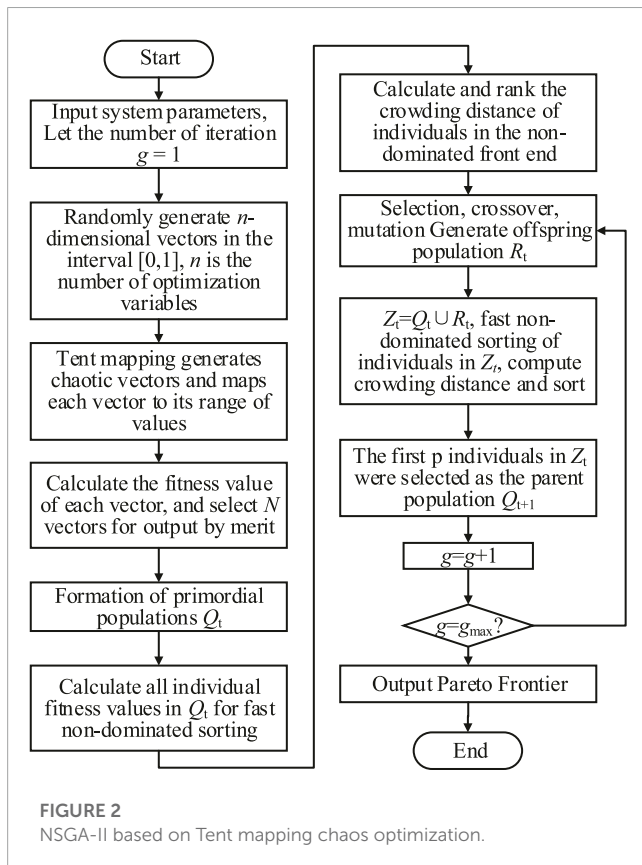 Start
Input system parameters,
Let the number of iteration
g = 1
Randomly generate n-
dimensional vectors in the
interval [0,1], n is the
number of optimization
variables
Tent mapping generates
chaotic vectors and maps
each vector to its range of
values
Calculate the fitness value
of each vector, and select N
vectors for output by merit
Formation of primordial
populations Qt
Calculate all individual
fitness values in Qt for fast
non-dominated sorting
Calculate and rank the
crowding distance of
individuals in the non-
dominated front end
Selection, crossover,
mutation Generate offspring
population Rt
Zt=Qt∪Rt, fast non-
dominated sorting of
individuals in Zt, compute
crowding distance and sort
The first p individuals in Zt
were selected as the parent
population Qt+1
g=g+1
g=gmax?
Output Pareto Frontier
End
FIGURE 2
NSGA-II based on Tent mapping chaos optimization.